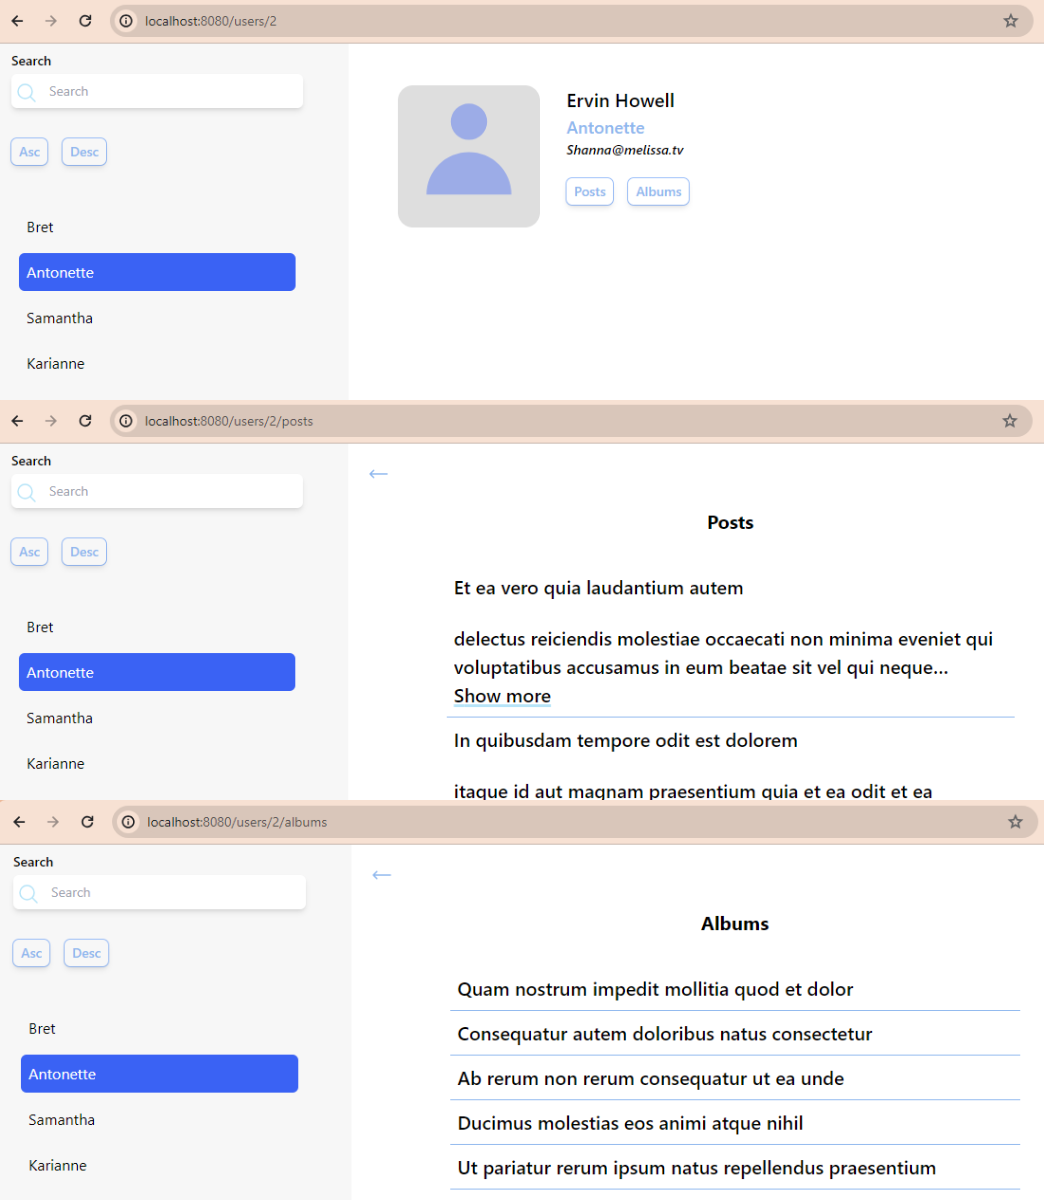 localhost:8080/users/2
Search
Search
Asc Desc
Bret
Antonette
Samantha
Karianne
Ervin Howell
Antonette
Shanna@melissa.tv
Posts Albums
localhost:8080/users/2/posts
Search
Search
Asc Desc
Bret
Antonette
Samantha
Karianne
Posts
Et ea vero quia laudantium autem
delectus reiciendis molestiae occaecati non minima eveniet qui
voluptatibus accusamus in eum beatae sit vel qui neque...
Show more
In quibusdam tempore odit est dolorem
itaque id aut magnam praesentium quia et ea odit et ea
localhost:8080/users/2/albums
Search
Search
Asc Desc
Bret
Antonette
Samantha
Karianne
Albums
Quam nostrum impedit mollitia quod et dolor
Consequatur autem doloribus natus consectetur
Ab rerum non rerum consequatur ut ea unde
Ducimus molestias eos animi atque nihil
Ut pariatur rerum ipsum natus repellendus praesentium